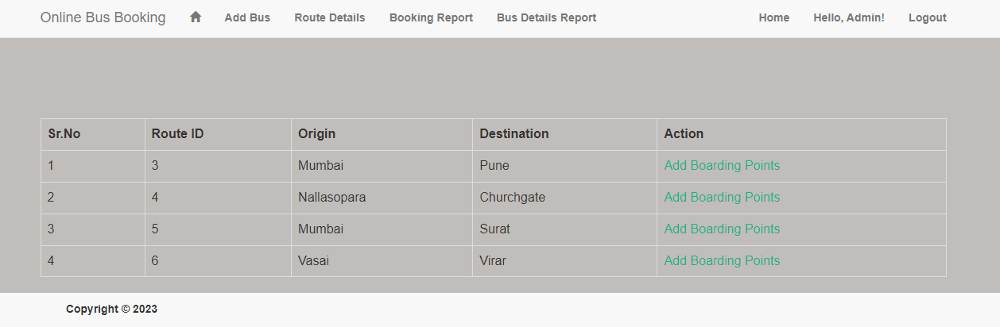 Online Bus Booking Add Bus Route Details Booking Report Bus Details Report Home Hello, Admin! Logout
Sr.No Route ID Origin Destination Action
1 3 Mumbai Pune Add Boarding Points
2 4 Nallasopara Churchgate Add Boarding Points
3 5 Mumbai Surat Add Boarding Points
4 6 Vasai Virar Add Boarding Points
Copyright © 2023